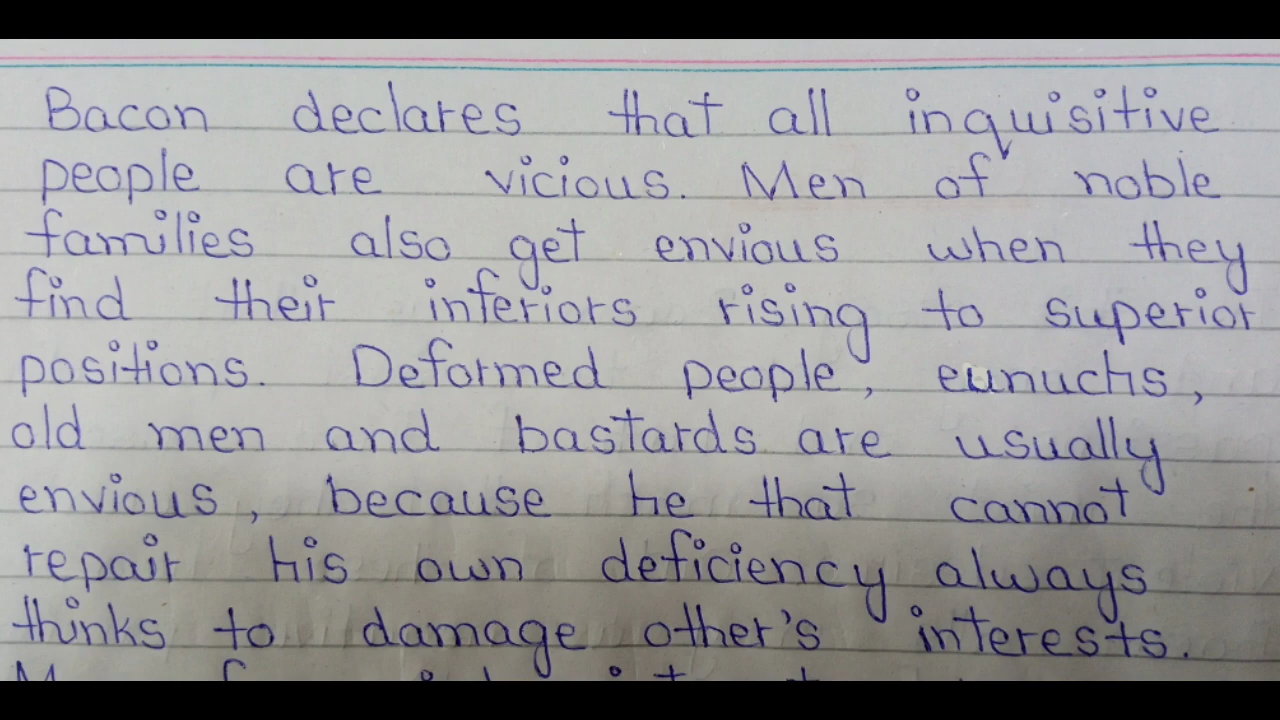 Bacon declares that all inquisitive
people are vicious. Men of noble
families also get envious when they
find their inferiors rising to superior
positions. Deformed people, eunuchs,
old men and bastards are usually
envious, because he that cannot
repair his own deficiency always
thinks to damage other's interests.